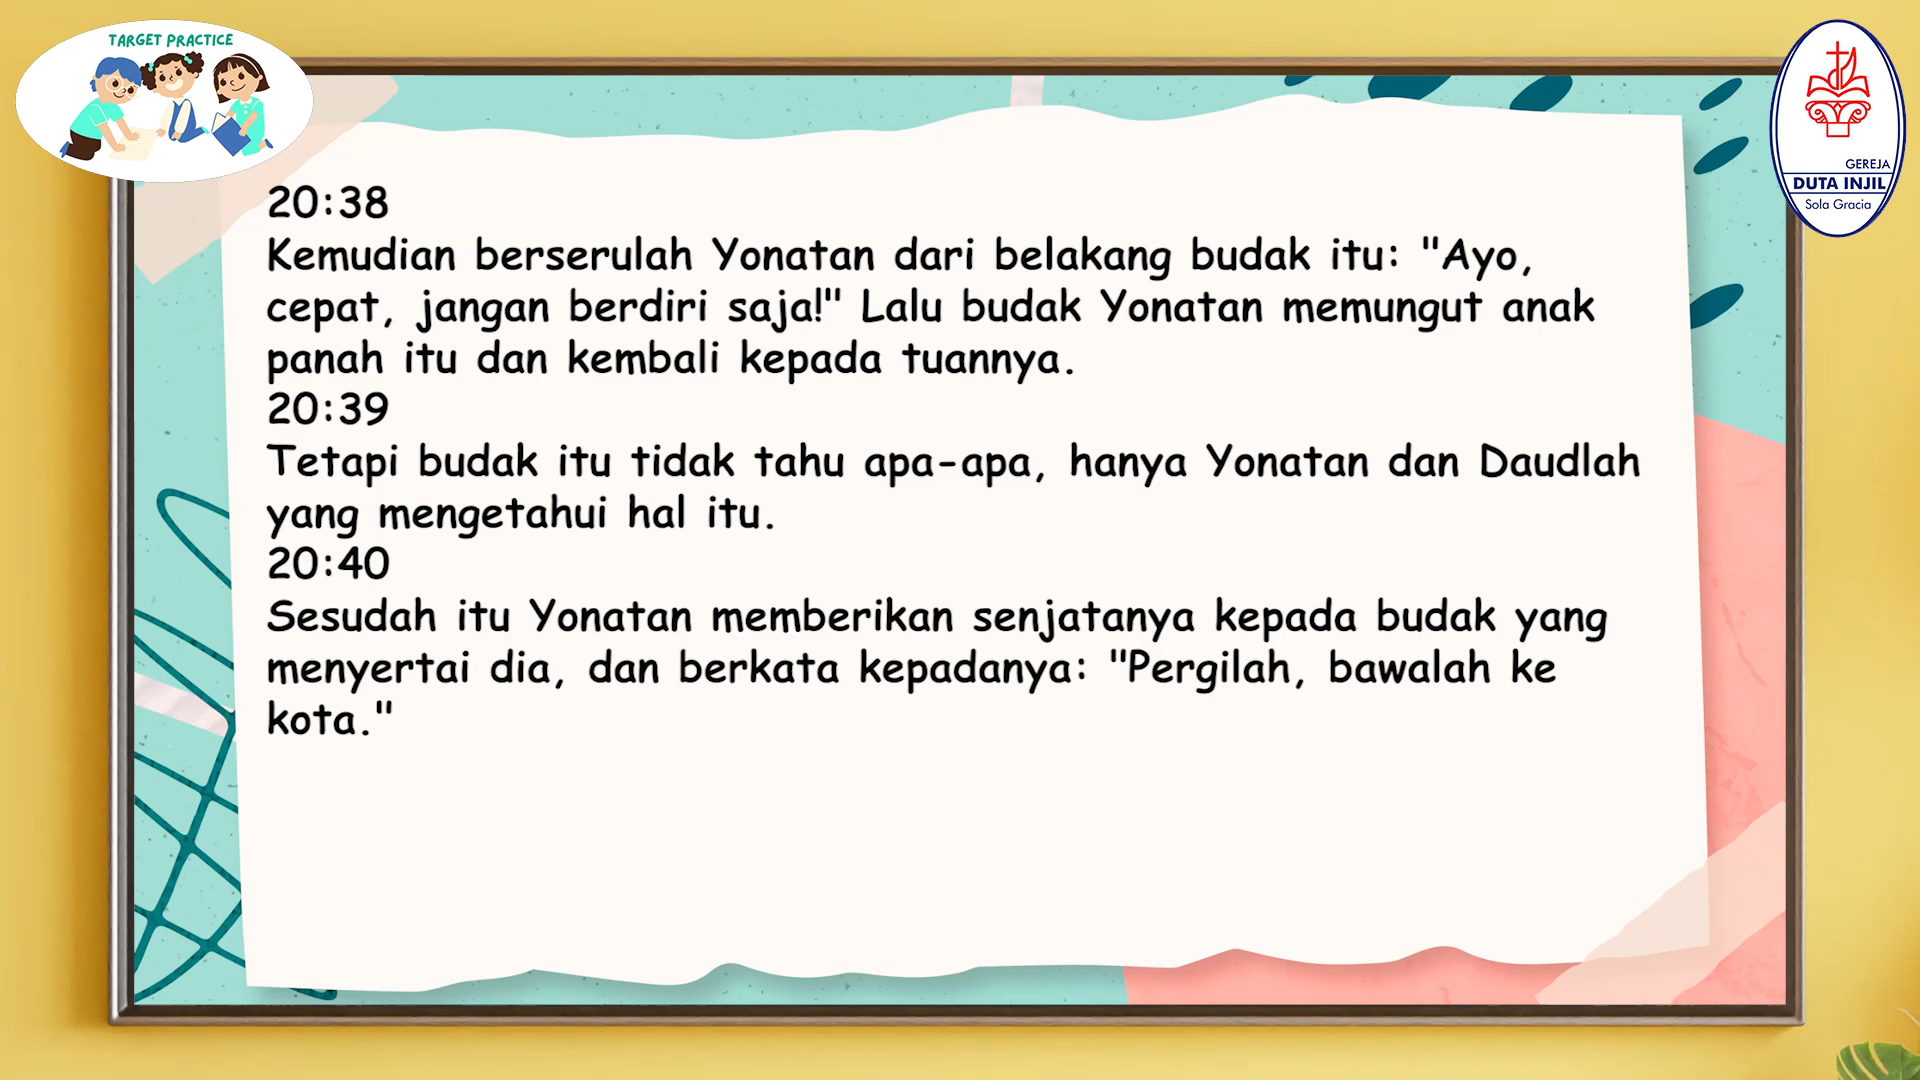 TARGET PRACTICE
GEREJA
DUTA INJIL
Sola Gracia
20:38
Kemudian berserulah Yonatan dari belakang budak itu: "Ayo,
cepat, jangan berdiri saja!" Lalu budak Yonatan memungut anak
panah itu dan kembali kepada tuannya.
20:39
Tetapi budak itu tidak tahu apa-apa, hanya Yonatan dan Daudlah
yang mengetahui hal itu.
20:40
Sesudah itu Yonatan memberikan senjatanya kepada budak yang
menyertai dia, dan berkata kepadanya: "Pergilah, bawalah ke
kota."